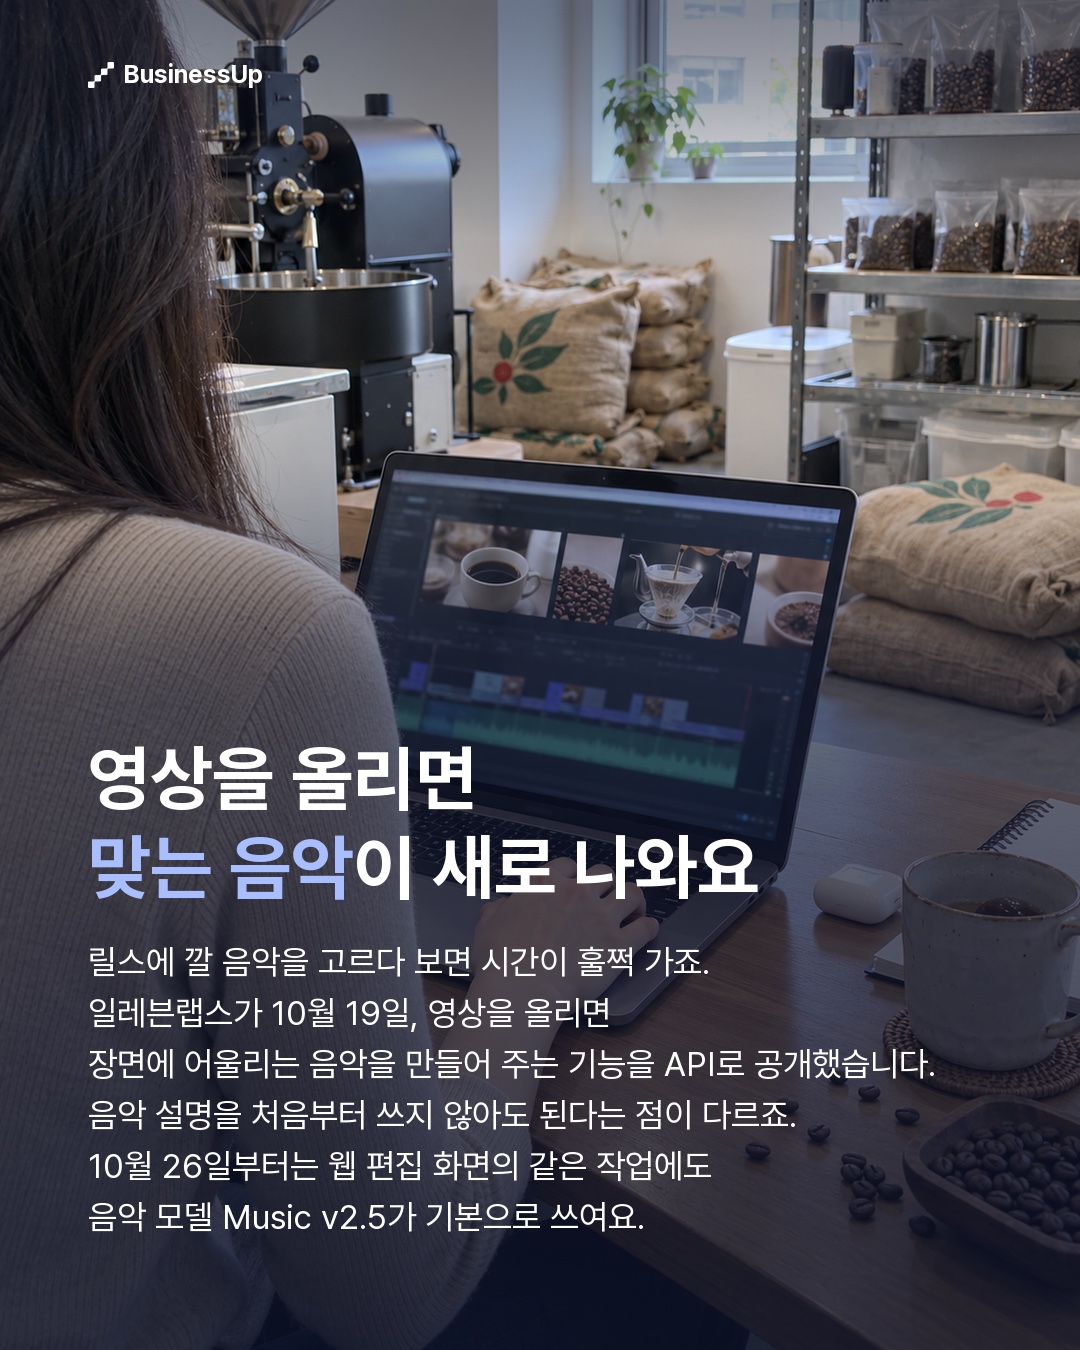 BusinessUp
영상을 올리면
맞는 음악이 새로 나와요
릴스에 깔 음악을 고르다 보면 시간이 훌쩍 가죠.
일레븐랩스가 10월 19일, 영상을 올리면
장면에 어울리는 음악을 만들어 주는 기능을 API로 공개했습니다.
음악 설명을 처음부터 쓰지 않아도 된다는 점이 다르죠.
10월 26일부터는 웹 편집 화면의 같은 작업에도
음악 모델 Music v2.5가 기본으로 쓰여요.